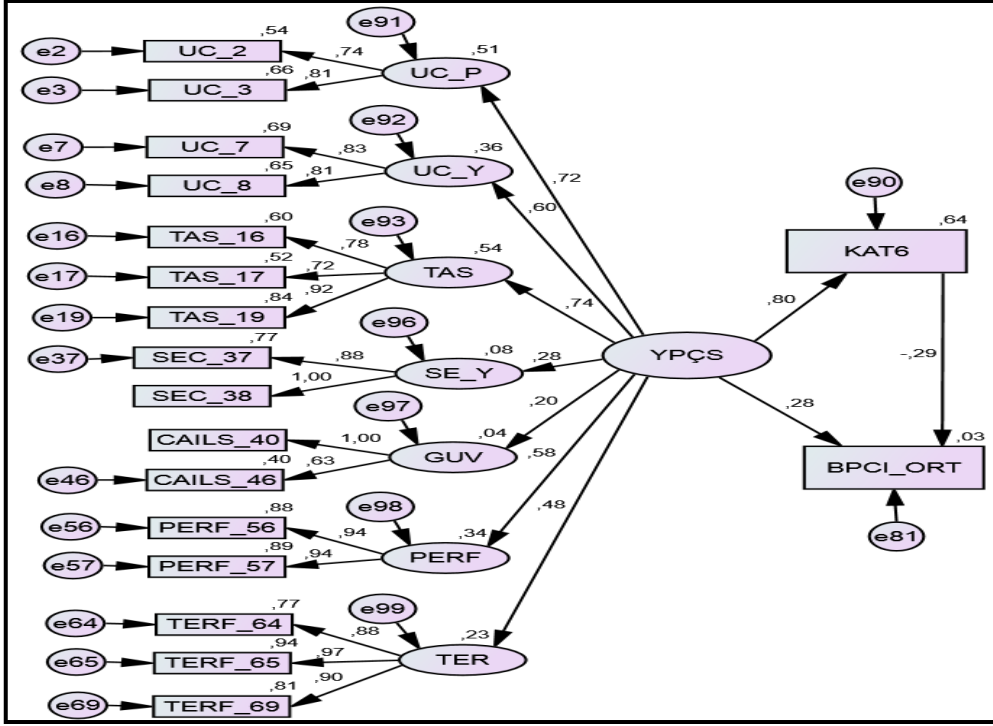 e91
,54
,51
e2
UC_2
,74
UC_P
,66
,81
e3
UC_3
e92
,69
,36
e7
UC_7
,83
UC_Y
,65
,81
e8
UC_8
,72
,60
e90
,60
e93
,64
e16
TAS_16
,54
,78
KAT6
,52
,72
TAS
e17
TAS_17
,84
,92
,74
,80
e19
TAS_19
e96
,77
YPÇS
e37
SEC_37
,08
,28
,88
SE_Y
-,29
1,00
SEC_38
e97
,20
,28
CAILS_40
1,00
,04
,03
,40
GUV
,58
,63
BPCI_ORT
e46
CAILS_46
,88
e98
,48
e56
PERF_56
,34
,94
e81
,89
,94
PERF
e57
PERF_57
,77
e99
e64
TERF_64
,23
,88
,94
,97
TER
e65
TERF_65
,81
,90
e69
TERF_69